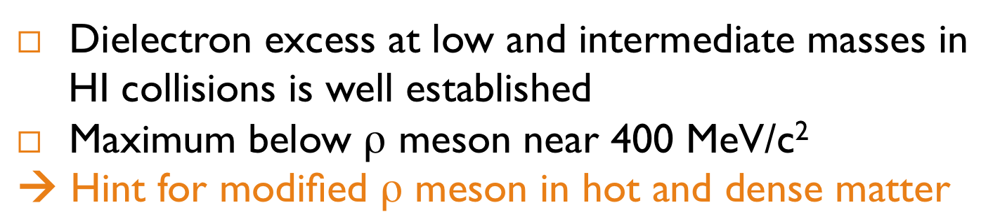 □ Dielectron excess at low and intermediate masses in
HI collisions is well established
□ Maximum below ρ meson near 400 MeV/c²
→ Hint for modified ρ meson in hot and dense matter